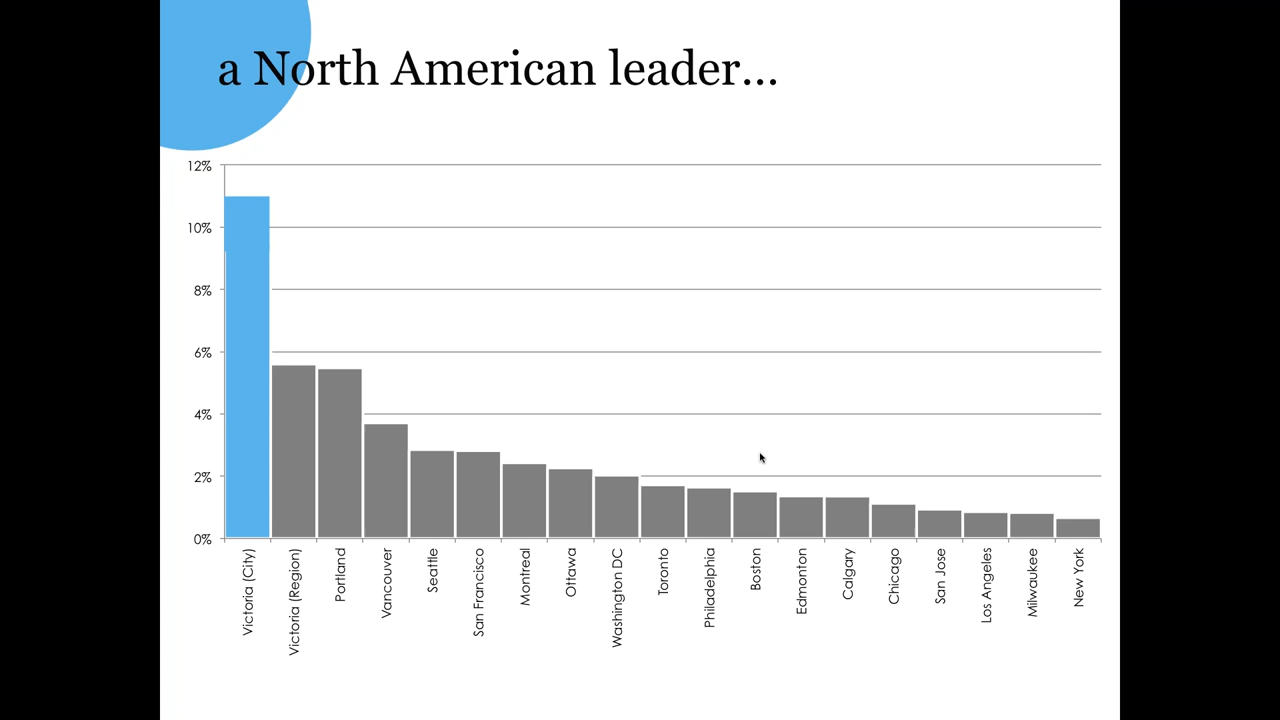 a North American leader...
12%
10%
8%
6%
4%
2%
0%
Victoria (City)
Victoria (Region)
Portland
Vancouver
Seattle
San Francisco
Montreal
Ottawa
Washington DC
Toronto
Philadelphia
Boston
Edmonton
Calgary
Chicago
San Jose
Los Angeles
Milwaukee
New York